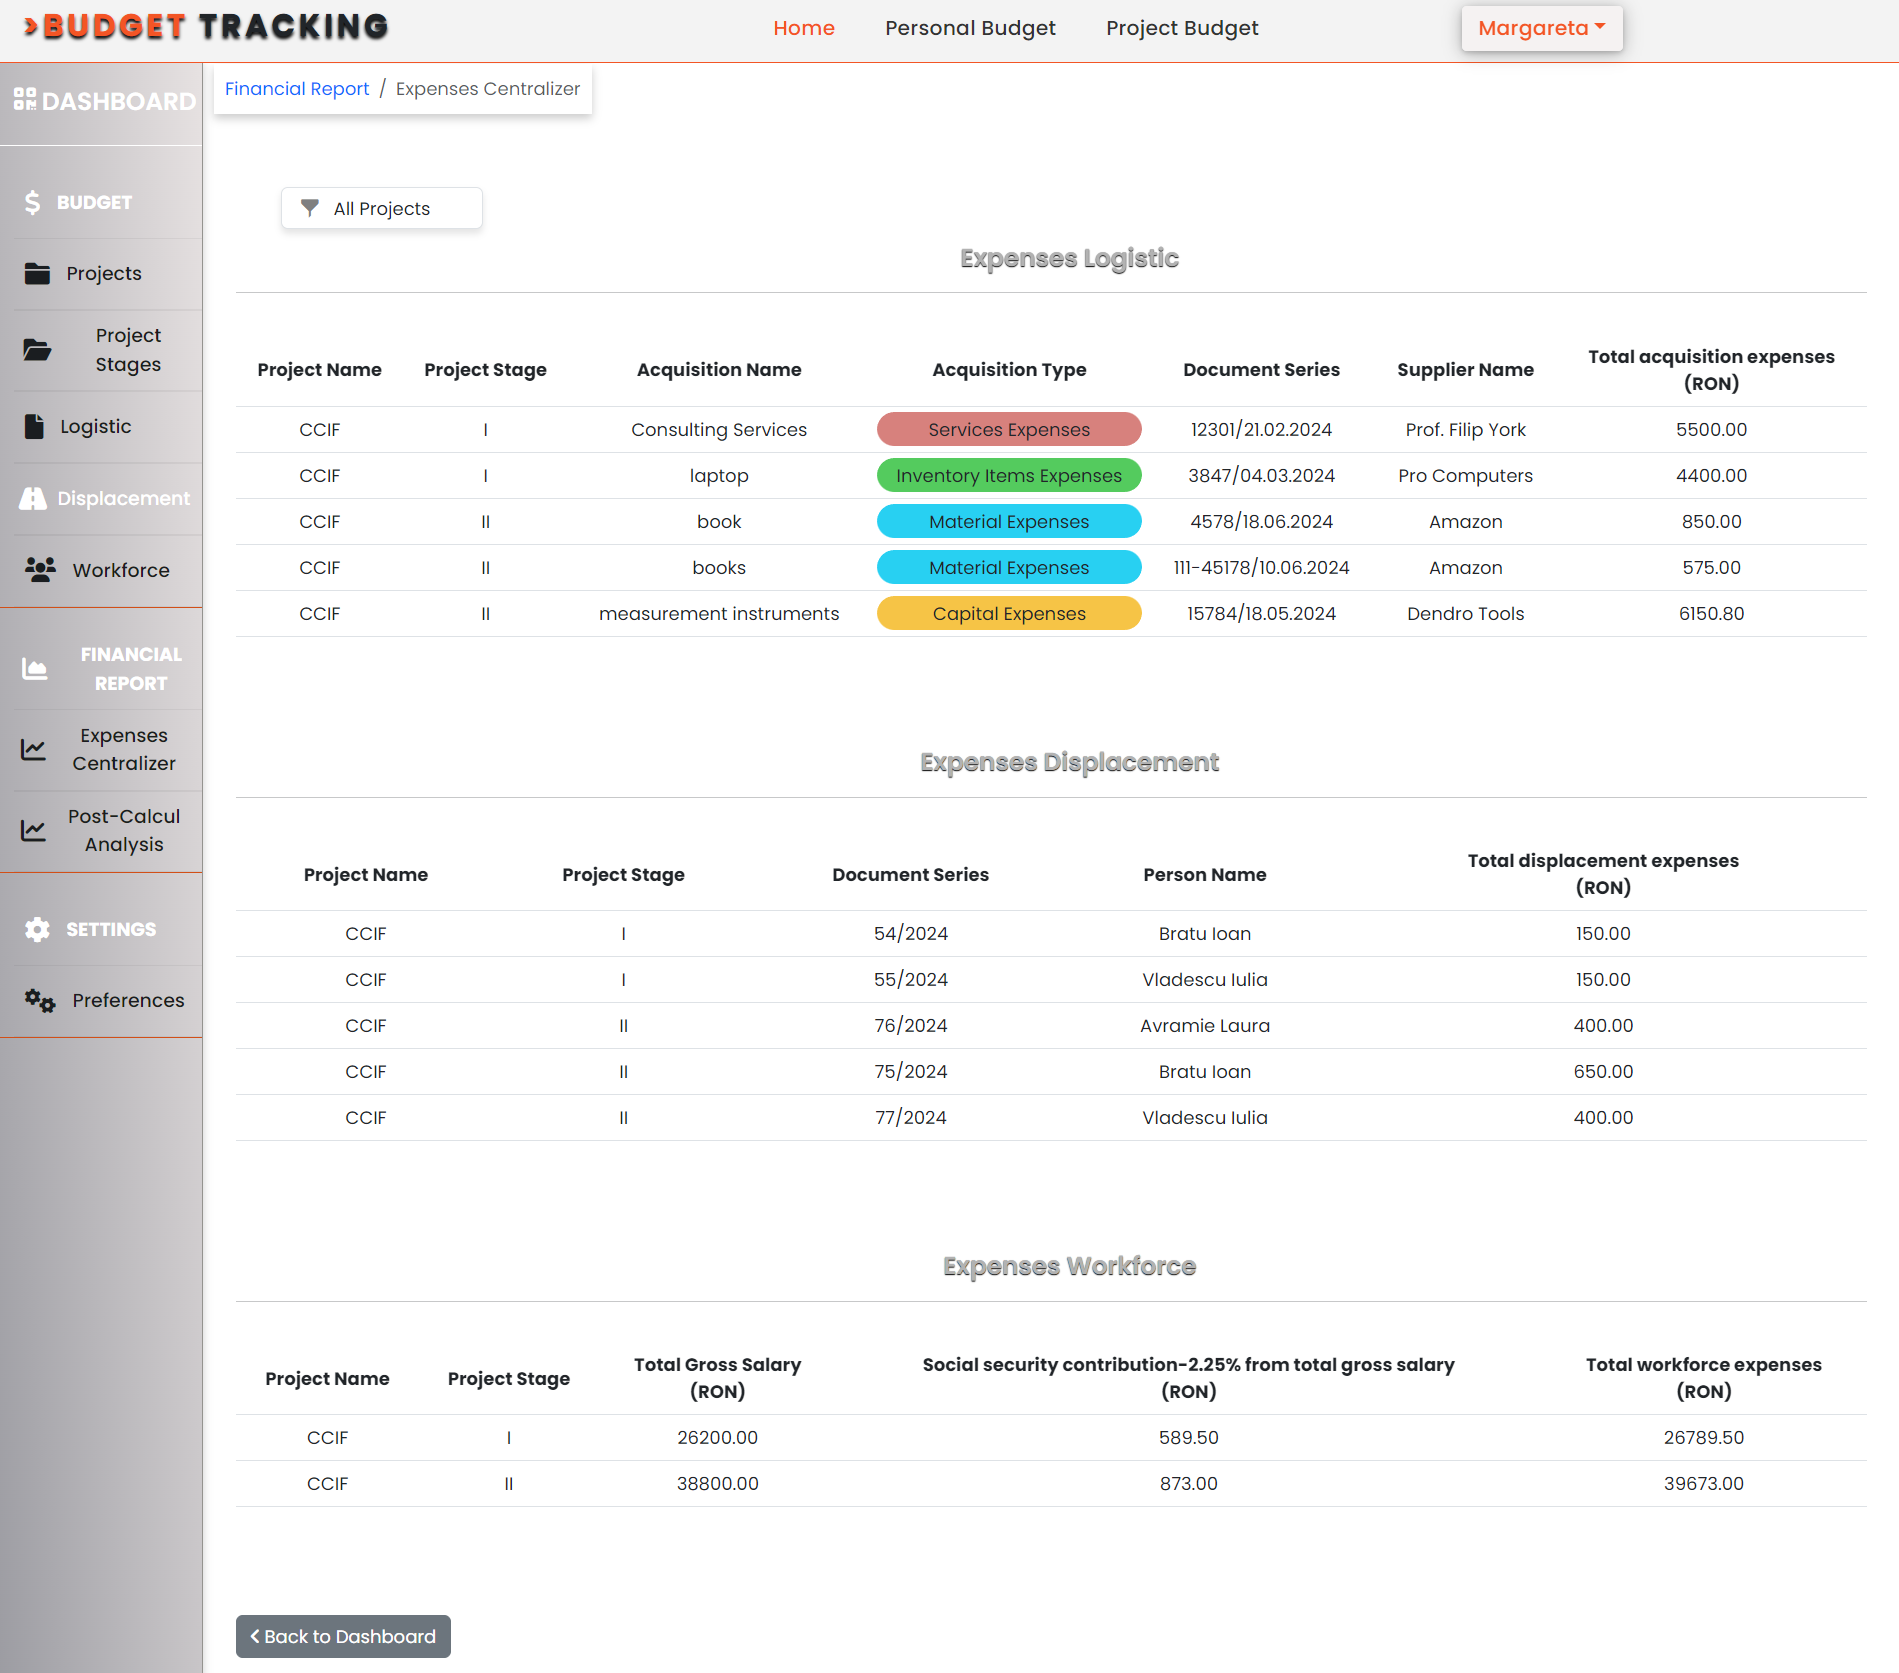 >BUDGET TRACKING
Home Personal Budget Project Budget
Margareta
DASHBOARD
BUDGET
Projects
Project
Stages
Logistic
Displacement
Workforce
FINANCIAL
REPORT
Expenses
Centralizer
Post-Calcul
Analysis
SETTINGS
Preferences
Financial Report / Expenses Centralizer
All Projects
Expenses Logistic
Project Name Project Stage Acquisition Name Acquisition Type Document Series Supplier Name Total acquisition expenses (RON)
CCIF I Consulting Services Services Expenses 12301/21.02.2024 Prof. Filip York 5500.00
CCIF I laptop Inventory Items Expenses 3847/04.03.2024 Pro Computers 4400.00
CCIF II book Material Expenses 4578/18.06.2024 Amazon 850.00
CCIF II books Material Expenses 111-45178/10.06.2024 Amazon 575.00
CCIF II measurement instruments Capital Expenses 15784/18.05.2024 Dendro Tools 6150.80
Expenses Displacement
Project Name Project Stage Document Series Person Name Total displacement expenses (RON)
CCIF I 54/2024 Bratu Ioan 150.00
CCIF I 55/2024 Vladescu Iulia 150.00
CCIF II 76/2024 Avramie Laura 400.00
CCIF II 75/2024 Bratu Ioan 650.00
CCIF II 77/2024 Vladescu Iulia 400.00
Expenses Workforce
Project Name Project Stage Total Gross Salary (RON) Social security contribution-2.25% from total gross salary (RON) Total workforce expenses (RON)
CCIF I 26200.00 589.50 26789.50
CCIF II 38800.00 873.00 39673.00
Back to Dashboard